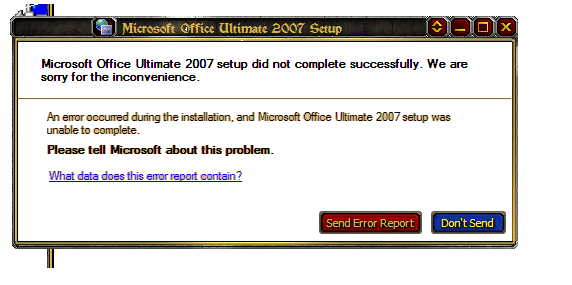 Microsoft Office Ultimate 2007 Setup
Microsoft Office Ultimate 2007 setup did not complete successfully. We are
sorry for the inconvenience.
An error occurred during the installation, and Microsoft Office Ultimate 2007 setup was
unable to complete.
Please tell Microsoft about this problem.
What data does this error report contain?
Send Error Report
Don't Send